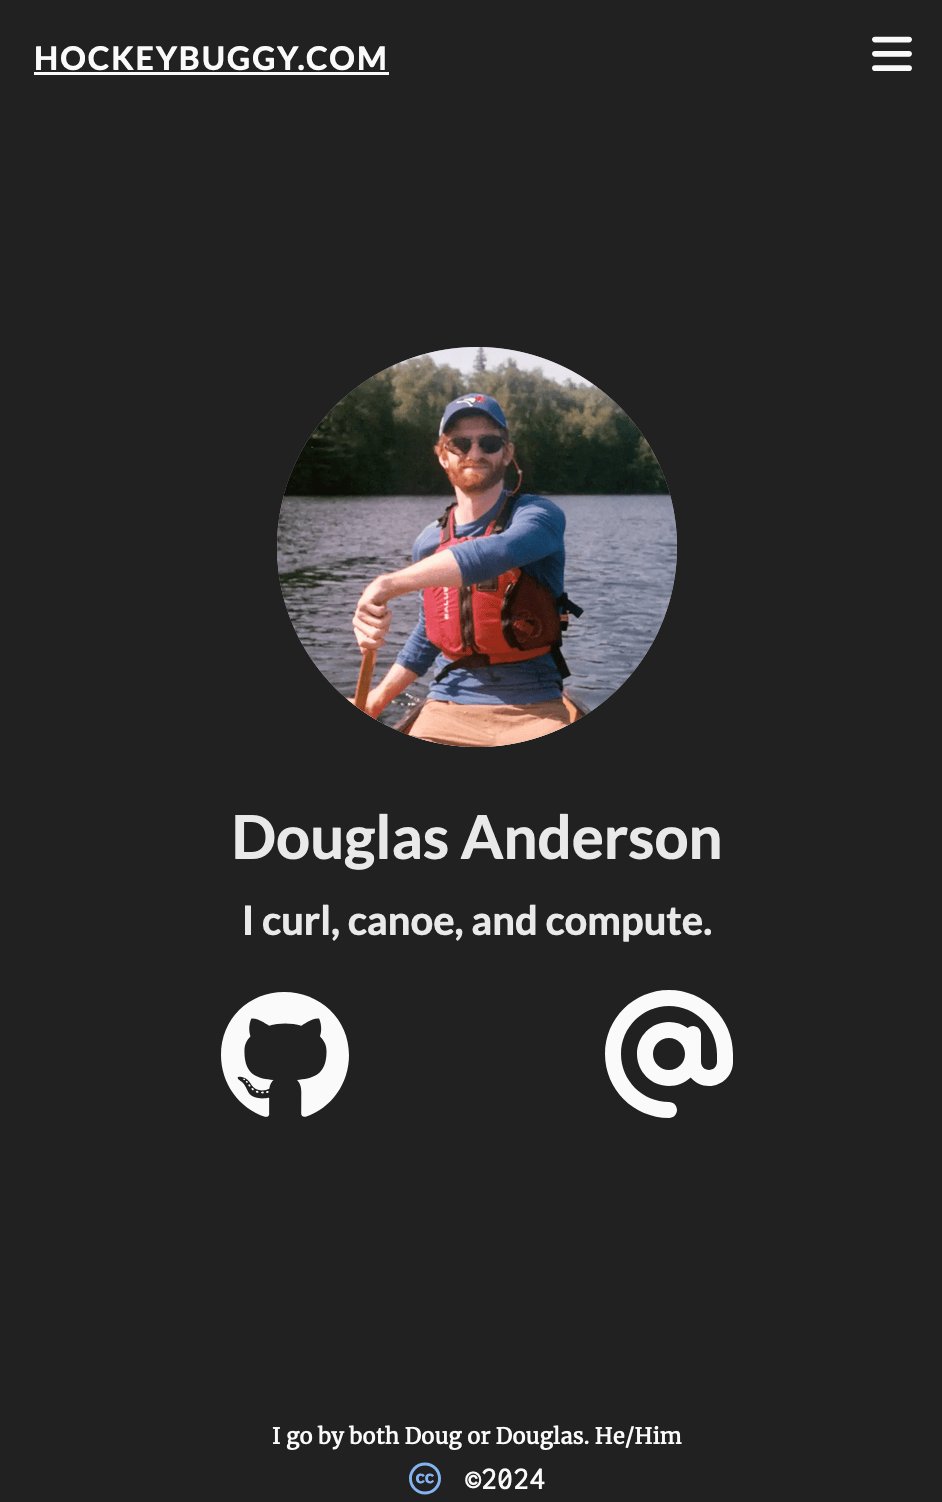 HOCKEYBUGGY.COM
Douglas Anderson
I curl, canoe, and compute.
I go by both Doug or Douglas. He/Him
cc ©2024